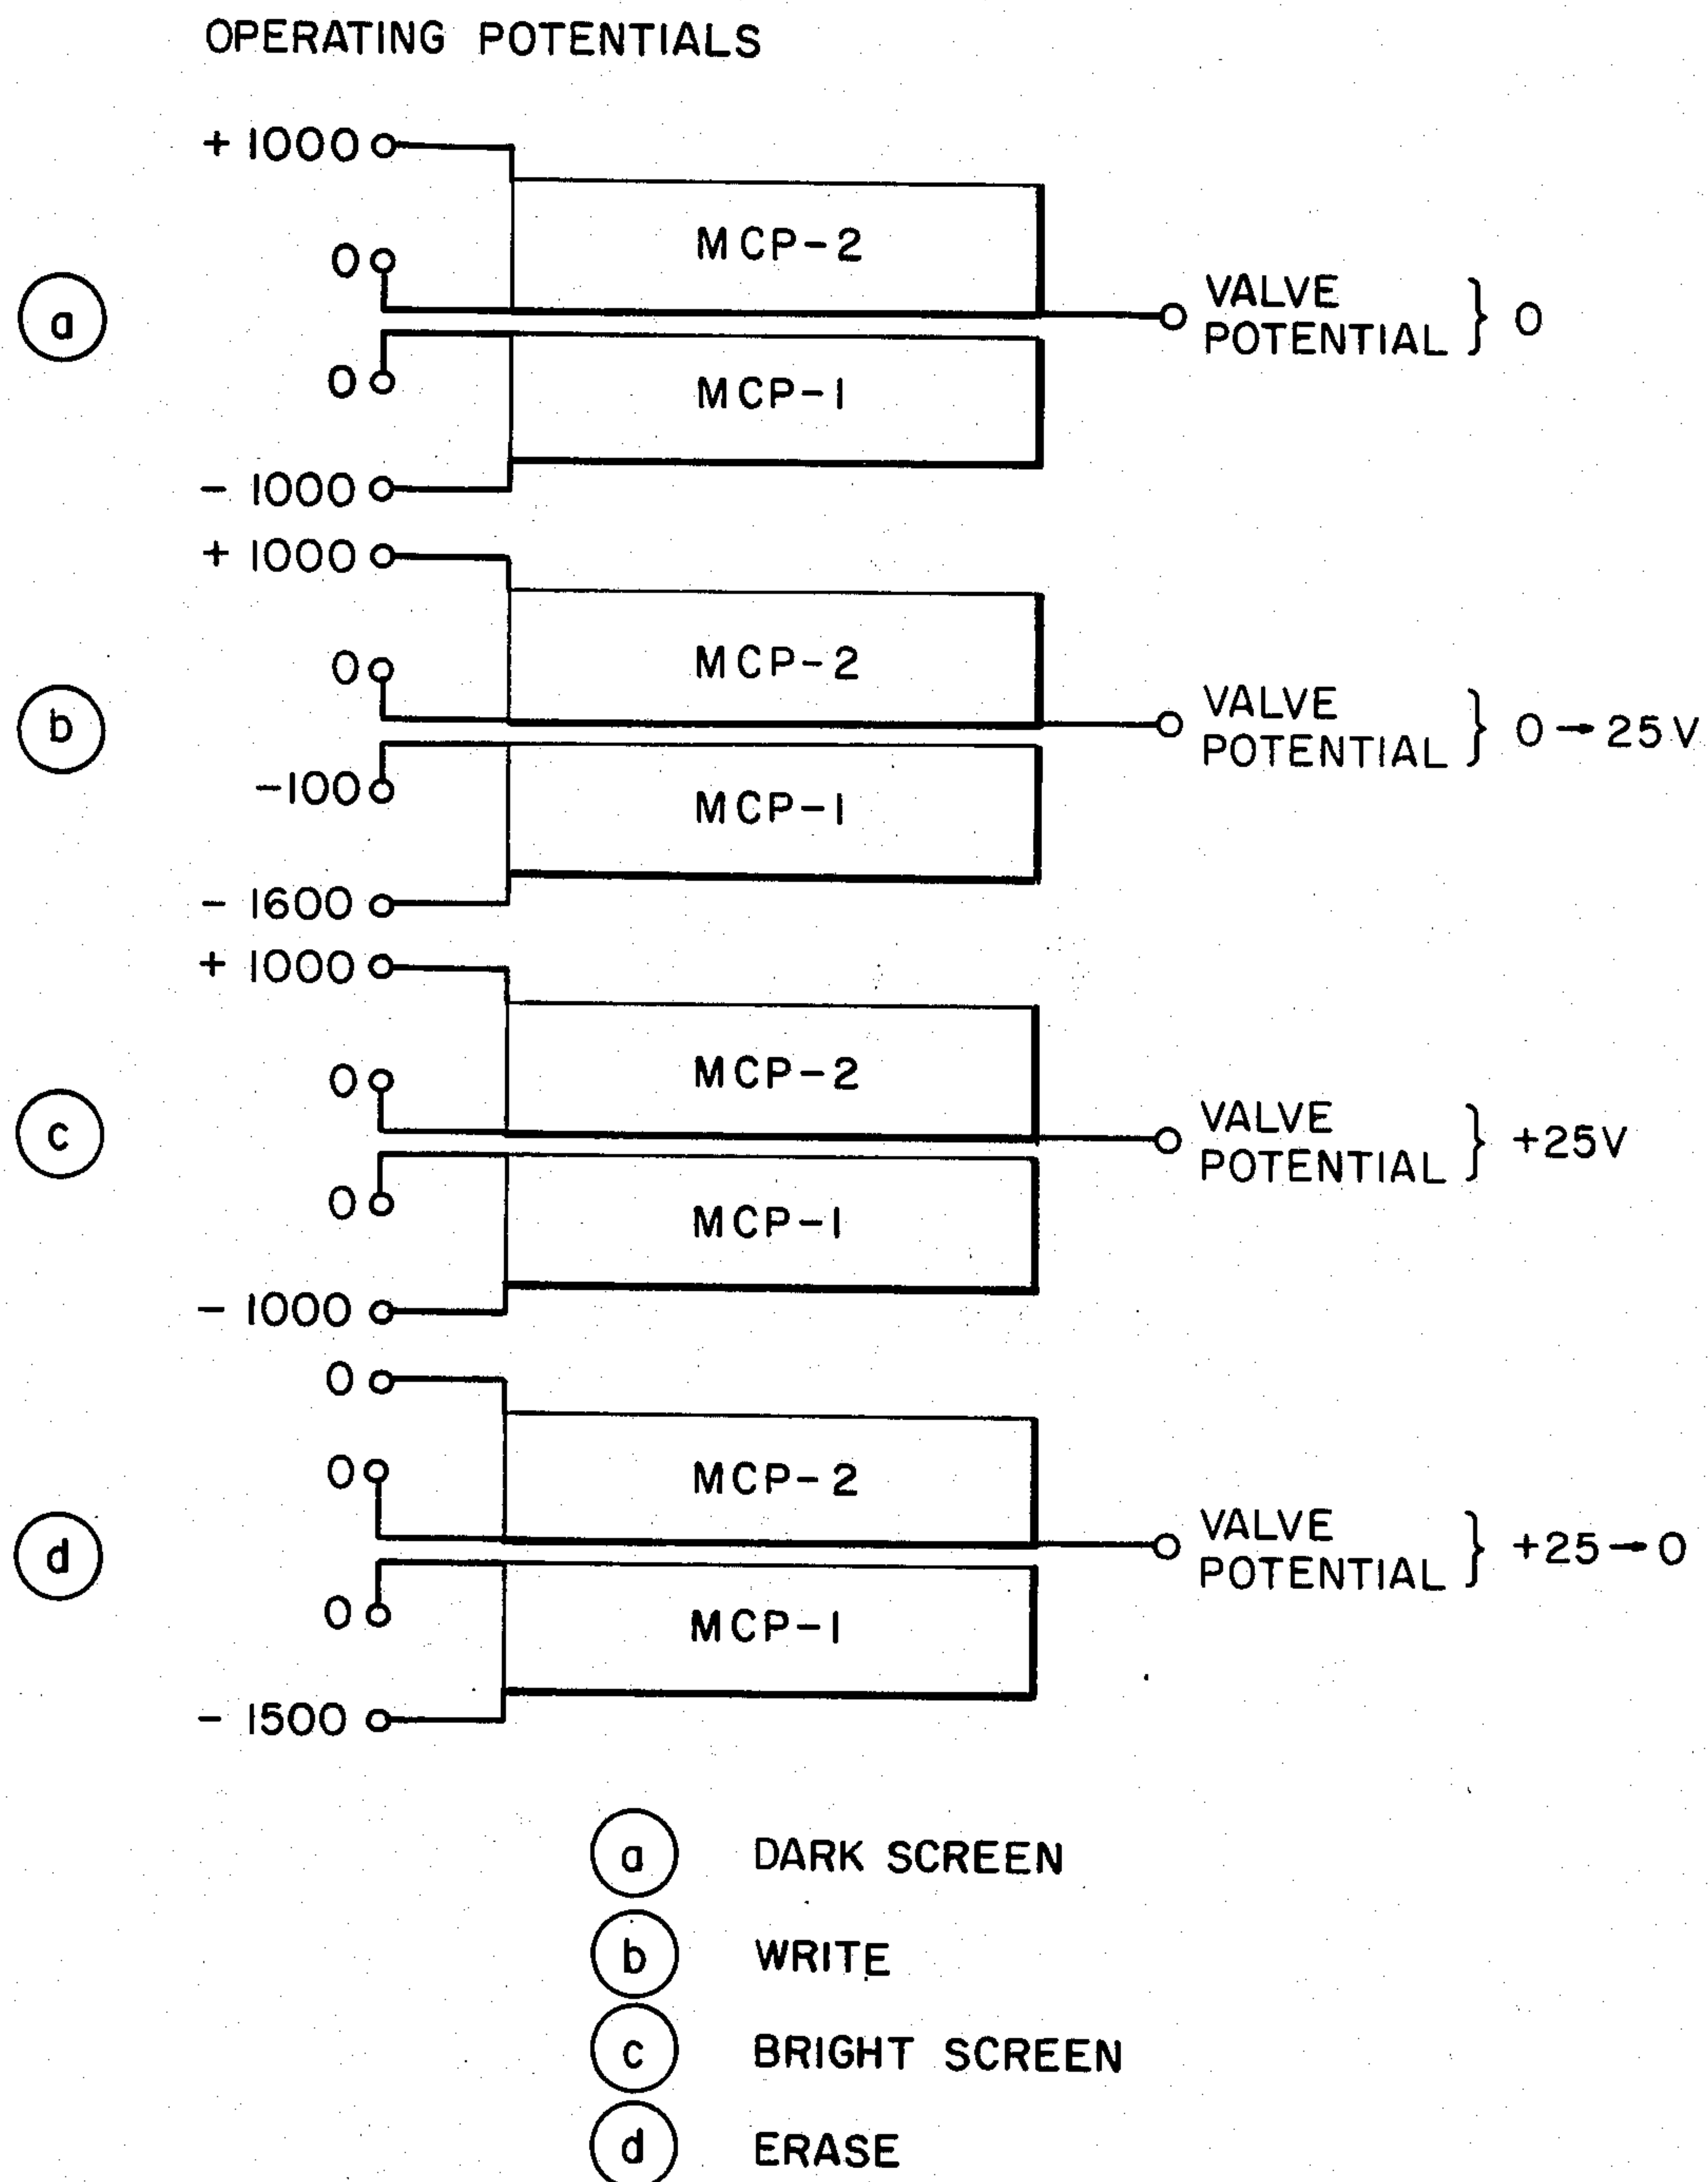 OPERATING POTENTIALS
+ 1000
MCP-2
0
a
VALVE
POTENTIAL } 0
0
MCP-1
- 1000
+ 1000
MCP-2
0
b
VALVE
POTENTIAL } 0→25V
-100
MCP-1
- 1600
+ 1000
MCP-2
0
c
VALVE
POTENTIAL } +25V
0
MCP-1
- 1000
0
MCP-2
0
d
VALVE
POTENTIAL } +25→0
0
MCP-1
- 1500
a DARK SCREEN
b WRITE
c BRIGHT SCREEN
d ERASE